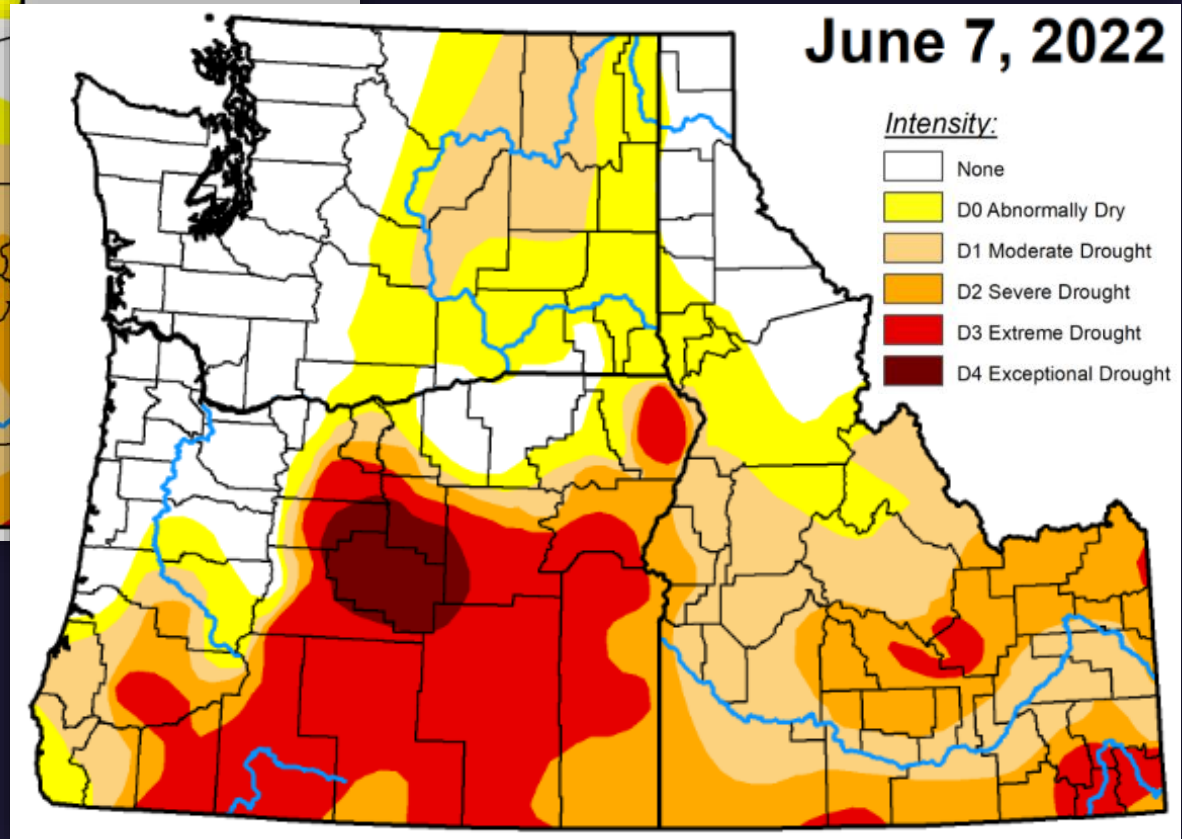 June 7, 2022
Intensity:
None
D0 Abnormally Dry
D1 Moderate Drought
D2 Severe Drought
D3 Extreme Drought
D4 Exceptional Drought